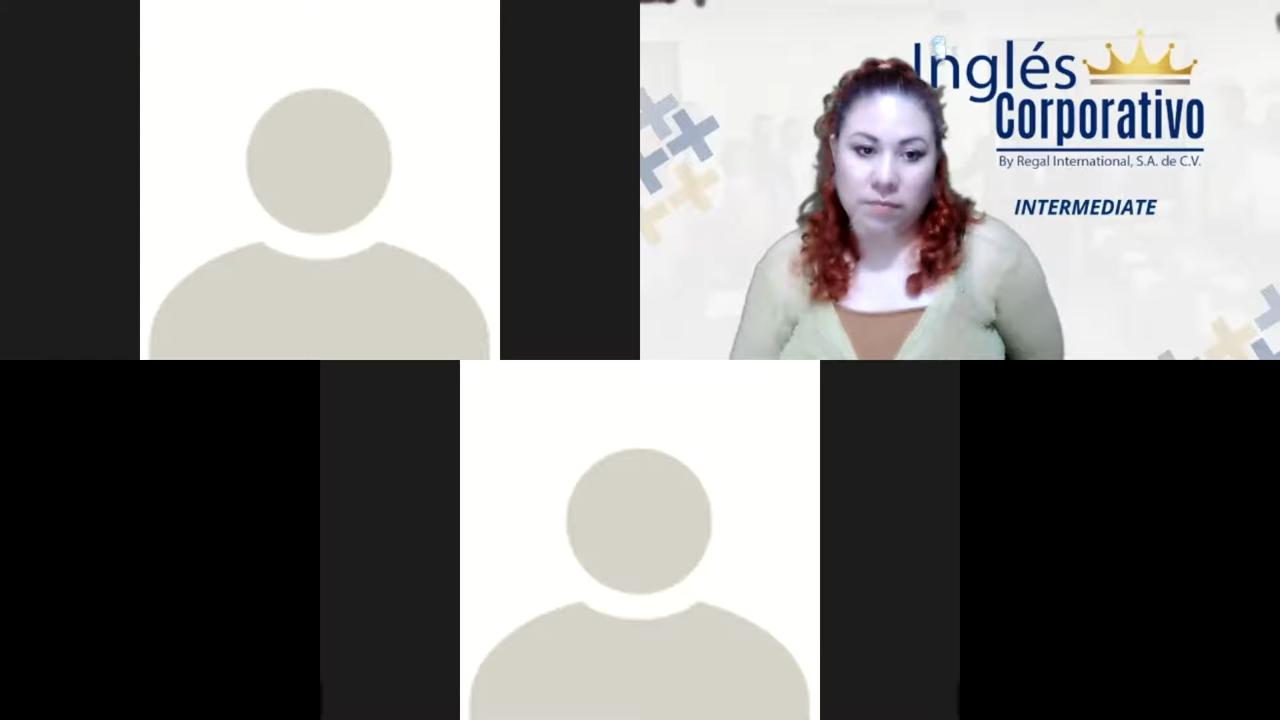 Inglés
Corporativo
By Regal International, S.A. de C.V.
INTERMEDIATE